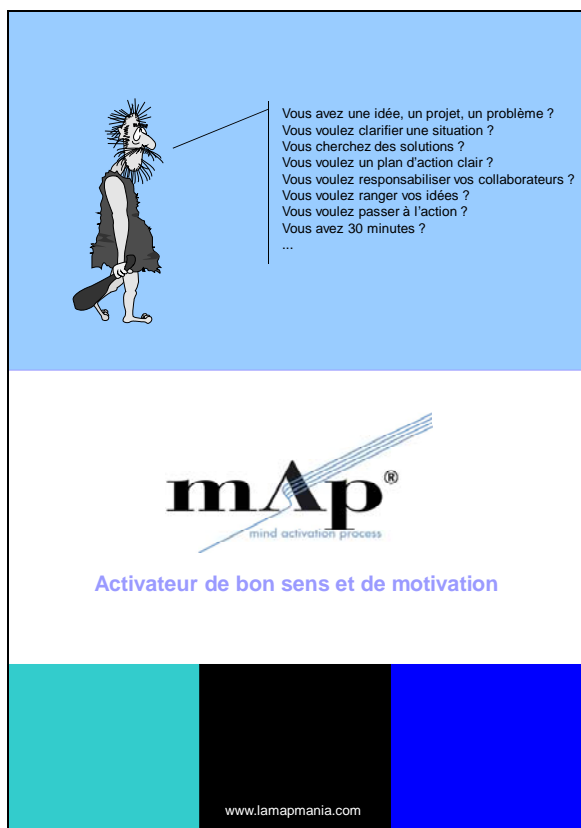 Vous avez une idée, un projet, un problème ?
Vous voulez clarifier une situation ?
Vous cherchez des solutions ?
Vous voulez un plan d'action clair ?
Vous voulez responsabiliser vos collaborateurs ?
Vous voulez ranger vos idées ?
Vous voulez passer à l'action ?
Vous avez 30 minutes ?
...
mAp®
mind activation process
Activateur de bon sens et de motivation
www.lamapmania.com